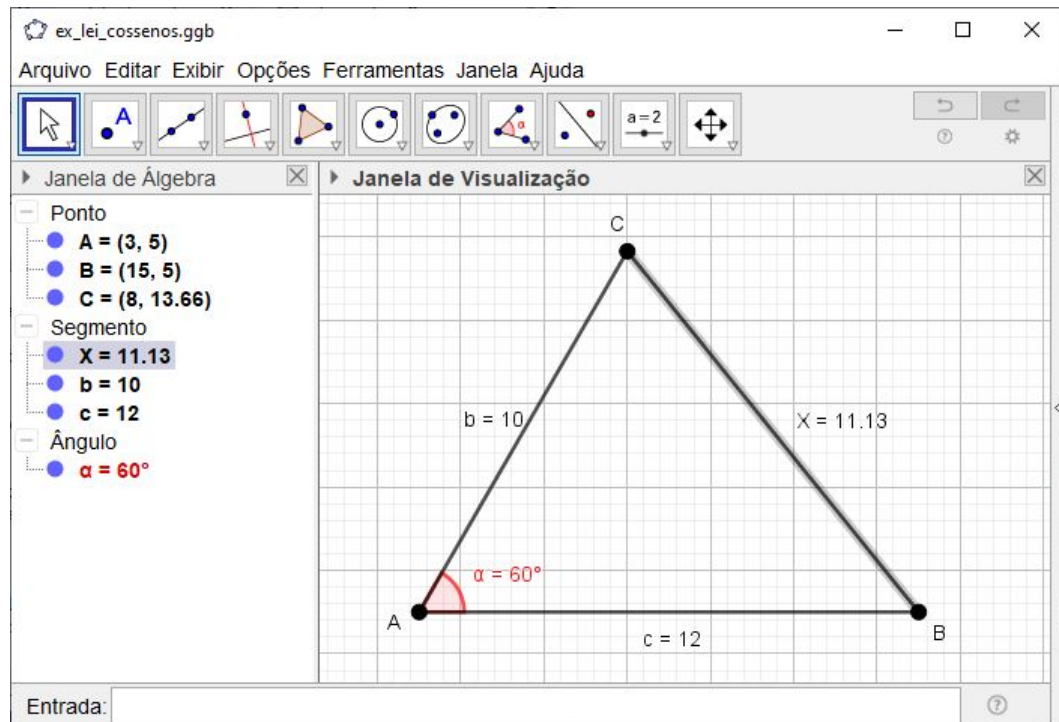 ex_lei_cossenos.ggb
Arquivo Editar Exibir Opções Ferramentas Janela Ajuda
A α a=2
Janela de Álgebra
Ponto
A = (3, 5)
B = (15, 5)
C = (8, 13.66)
Segmento
X = 11.13
b = 10
c = 12
Ângulo
α = 60°
Janela de Visualização
C
b = 10
X = 11.13
α = 60°
A
B
c = 12
Entrada: